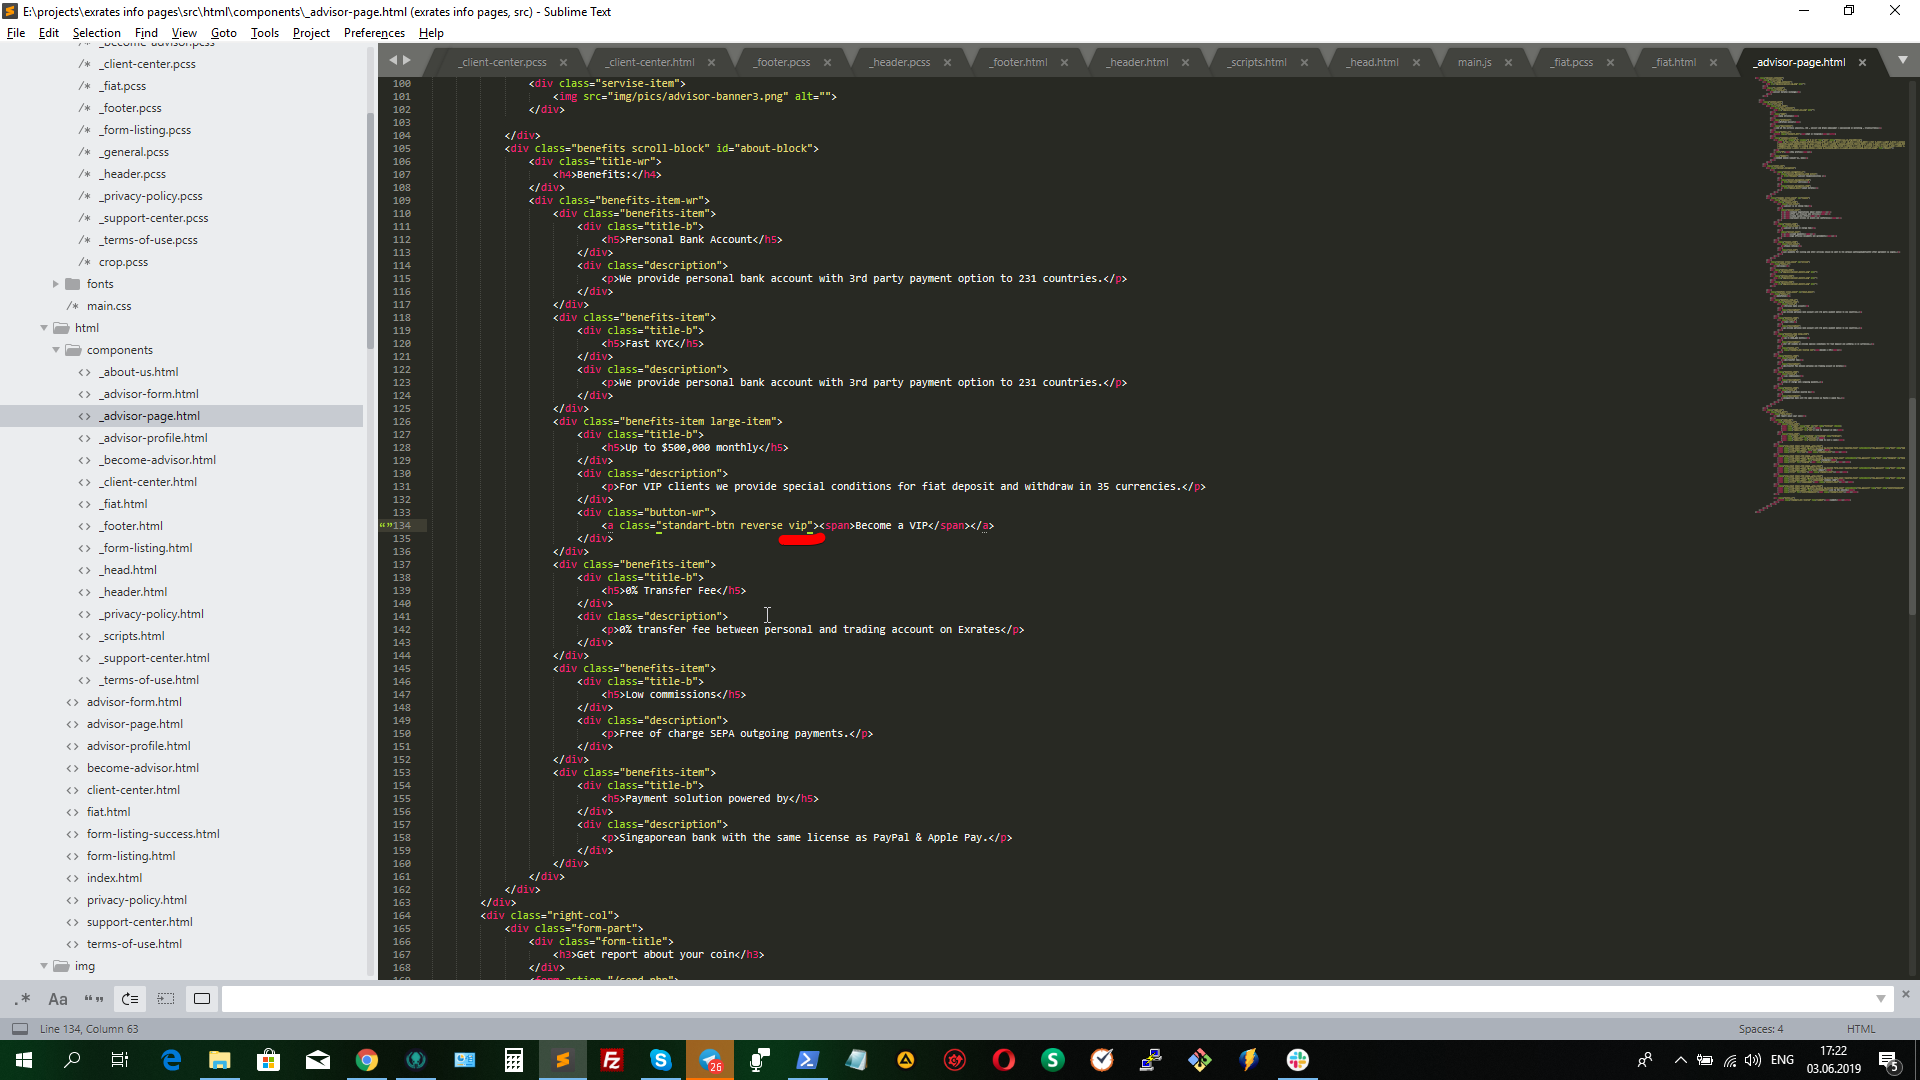 E:\projects\exrates info pages\src\html\components\_advisor-page.html (exrates info pages, src) - Sublime Text
File Edit Selection Find View Goto Tools Project Preferences Help
_client-center.pcss _client-center.html _footer.pcss _header.pcss _footer.html _header.html _scripts.html _head.html main.js _fiat.pcss _fiat.html _advisor-page.html
_become-advisor.pcss
_client-center.pcss
_fiat.pcss
_footer.pcss
_form-listing.pcss
_general.pcss
_header.pcss
_privacy-policy.pcss
_support-center.pcss
_terms-of-use.pcss
crop.pcss
fonts
main.css
html
components
_about-us.html
_advisor-form.html
_advisor-page.html
_advisor-profile.html
_become-advisor.html
_client-center.html
_fiat.html
_footer.html
_form-listing.html
_head.html
_header.html
_privacy-policy.html
_scripts.html
_support-center.html
_terms-of-use.html
advisor-form.html
advisor-page.html
advisor-profile.html
become-advisor.html
client-center.html
fiat.html
form-listing-success.html
form-listing.html
index.html
privacy-policy.html
support-center.html
terms-of-use.html
img
100 <div class="servise-item">
101 <img src="img/pics/advisor-banner3.png" alt="">
102 </div>
103
104 </div>
105 <div class="benefits scroll-block" id="about-block">
106 <div class="title-wr">
107 <h4>Benefits:</h4>
108 </div>
109 <div class="benefits-item-wr">
110 <div class="benefits-item">
111 <div class="title-b">
112 <h5>Personal Bank Account</h5>
113 </div>
114 <div class="description">
115 <p>We provide personal bank account with 3rd party payment option to 231 countries.</p>
116 </div>
117 </div>
118 <div class="benefits-item">
119 <div class="title-b">
120 <h5>Fast KYC</h5>
121 </div>
122 <div class="description">
123 <p>We provide personal bank account with 3rd party payment option to 231 countries.</p>
124 </div>
125 </div>
126 <div class="benefits-item large-item">
127 <div class="title-b">
128 <h5>Up to $500,000 monthly</h5>
129 </div>
130 <div class="description">
131 <p>For VIP clients we provide special conditions for fiat deposit and withdraw in 35 currencies.</p>
132 </div>
133 <div class="button-wr">
134 <a class="standart-btn reverse vip"><span>Become a VIP</span></a>
135 </div>
136 </div>
137 <div class="benefits-item">
138 <div class="title-b">
139 <h5>0% Transfer Fee</h5>
140 </div>
141 <div class="description">
142 <p>0% transfer fee between personal and trading account on Exrates</p>
143 </div>
144 </div>
145 <div class="benefits-item">
146 <div class="title-b">
147 <h5>Low commissions</h5>
148 </div>
149 <div class="description">
150 <p>Free of charge SEPA outgoing payments.</p>
151 </div>
152 </div>
153 <div class="benefits-item">
154 <div class="title-b">
155 <h5>Payment solution powered by</h5>
156 </div>
157 <div class="description">
158 <p>Singaporean bank with the same license as PayPal & Apple Pay.</p>
159 </div>
160 </div>
161 </div>
162 </div>
163 </div>
164 <div class="right-col">
165 <div class="form-part">
166 <div class="form-title">
167 <h3>Get report about your coin</h3>
168 </div>
Line 134, Column 63 Spaces: 4 HTML
26
ENG
17:22
03.06.2019
5